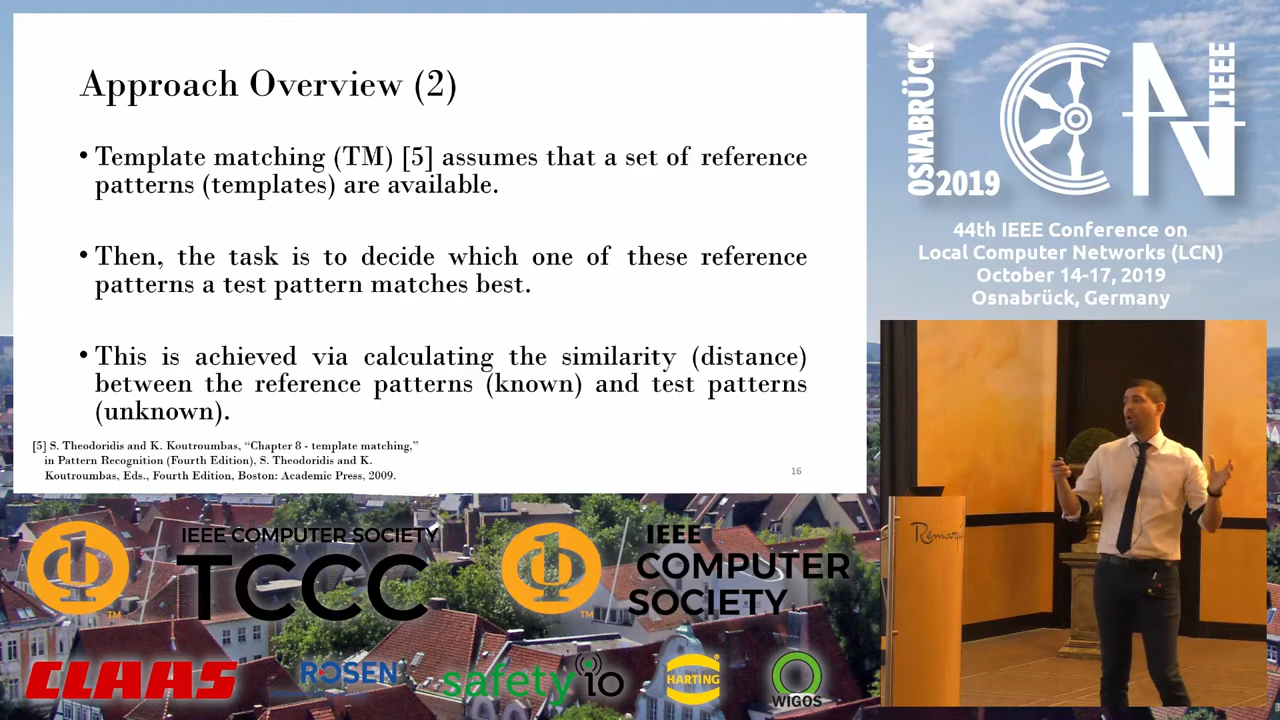 Approach Overview (2)
• Template matching (TM) [5] assumes that a set of reference
patterns (templates) are available.
• Then, the task is to decide which one of these reference
patterns a test pattern matches best.
• This is achieved via calculating the similarity (distance)
between the reference patterns (known) and test patterns
(unknown).
[5] S. Theodoridis and K. Koutroumbas, “Chapter 8 - template matching,”
in Pattern Recognition (Fourth Edition), S. Theodoridis and K.
Koutroumbas, Eds., Fourth Edition, Boston: Academic Press, 2009.
16
OSNABRÜCK
2019
LCN
IEEE
44th IEEE Conference on
Local Computer Networks (LCN)
October 14-17, 2019
Osnabrück, Germany
IEEE COMPUTER SOCIETY
TCCC
TM
IEEE
COMPUTER
SOCIETY
TM
CLAAS
ROSEN
safety io
HARTING
WIGOS